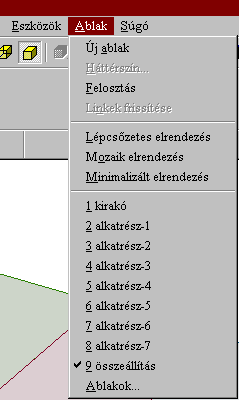 Eszközök Ablak Súgó
Új ablak
Háttérszín...
Felosztás
Linkek frissítése
Lépcsőzetes elrendezés
Mozaik elrendezés
Minimalizált elrendezés
1 kirakó
2 alkatrész-1
3 alkatrész-2
4 alkatrész-3
5 alkatrész-4
6 alkatrész-5
7 alkatrész-6
8 alkatrész-7
9 összeállítás
Ablakok...